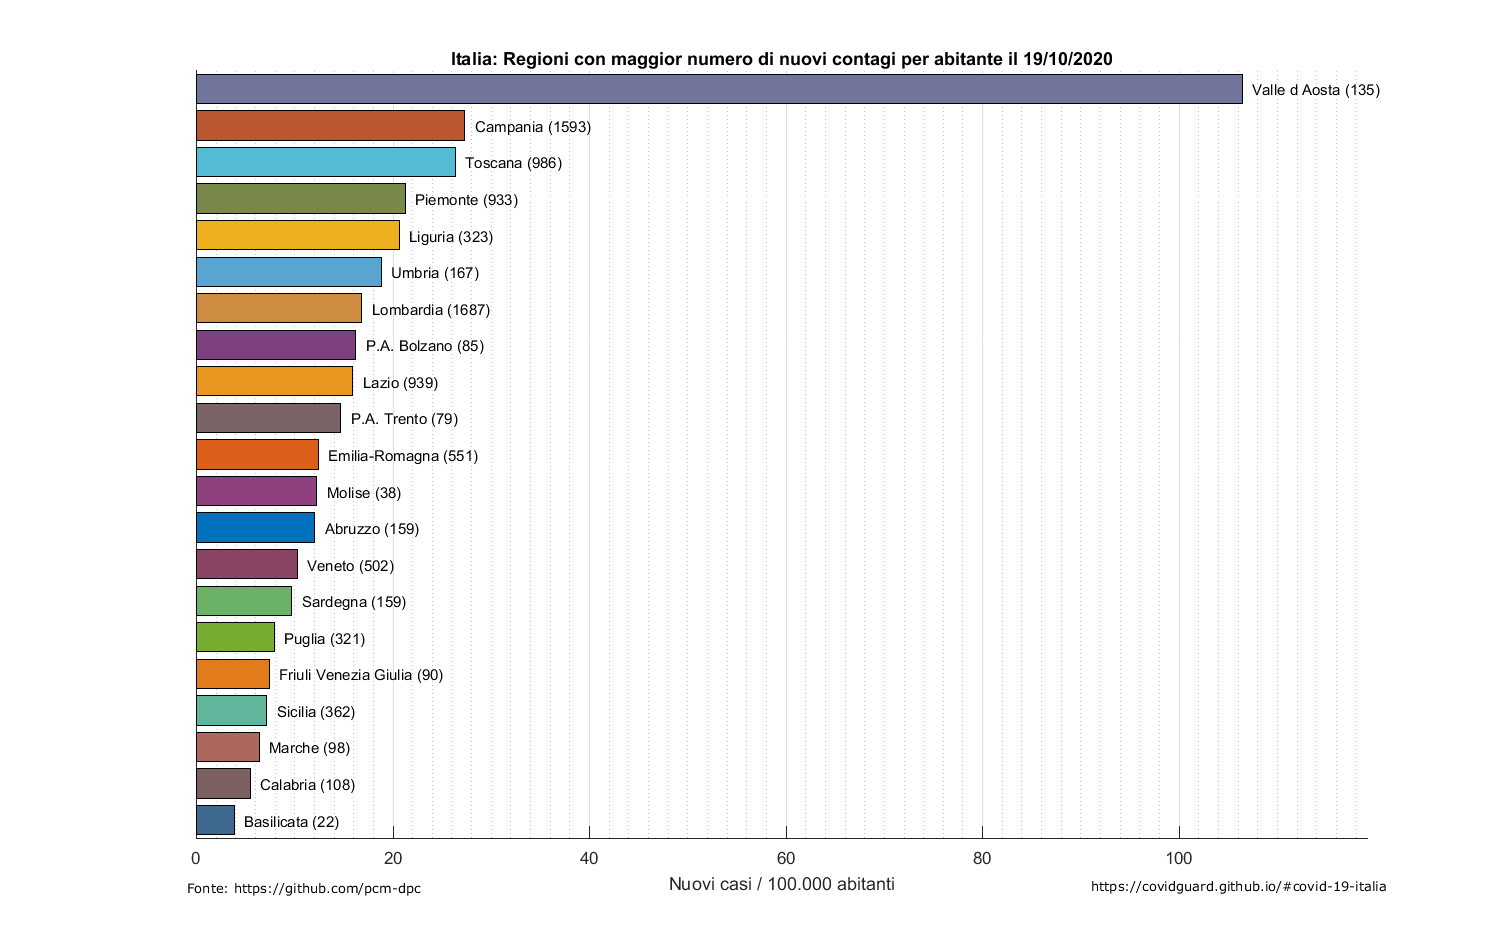 Italia: Regioni con maggior numero di nuovi contagi per abitante il 19/10/2020
Valle d Aosta (135)
Campania (1593)
Toscana (986)
Piemonte (933)
Liguria (323)
Umbria (167)
Lombardia (1687)
P.A. Bolzano (85)
Lazio (939)
P.A. Trento (79)
Emilia-Romagna (551)
Molise (38)
Abruzzo (159)
Veneto (502)
Sardegna (159)
Puglia (321)
Friuli Venezia Giulia (90)
Sicilia (362)
Marche (98)
Calabria (108)
Basilicata (22)
0 20 40 60 80 100
Nuovi casi / 100.000 abitanti
Fonte: https://github.com/pcm-dpc
https://covidguard.github.io/#covid-19-italia